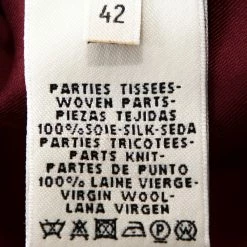 42
PARTIES TISSEES-
WOVEN PARTS-
PIEZAS TEJIDAS
100%SOIE-SILK-SEDA
PARTIES TRICOTEES-
PARTS KNIT-
PARTES DE PUNTO
100% LAINE VIERGE-
VIRGIN WOOL-
LANA VIRGEN